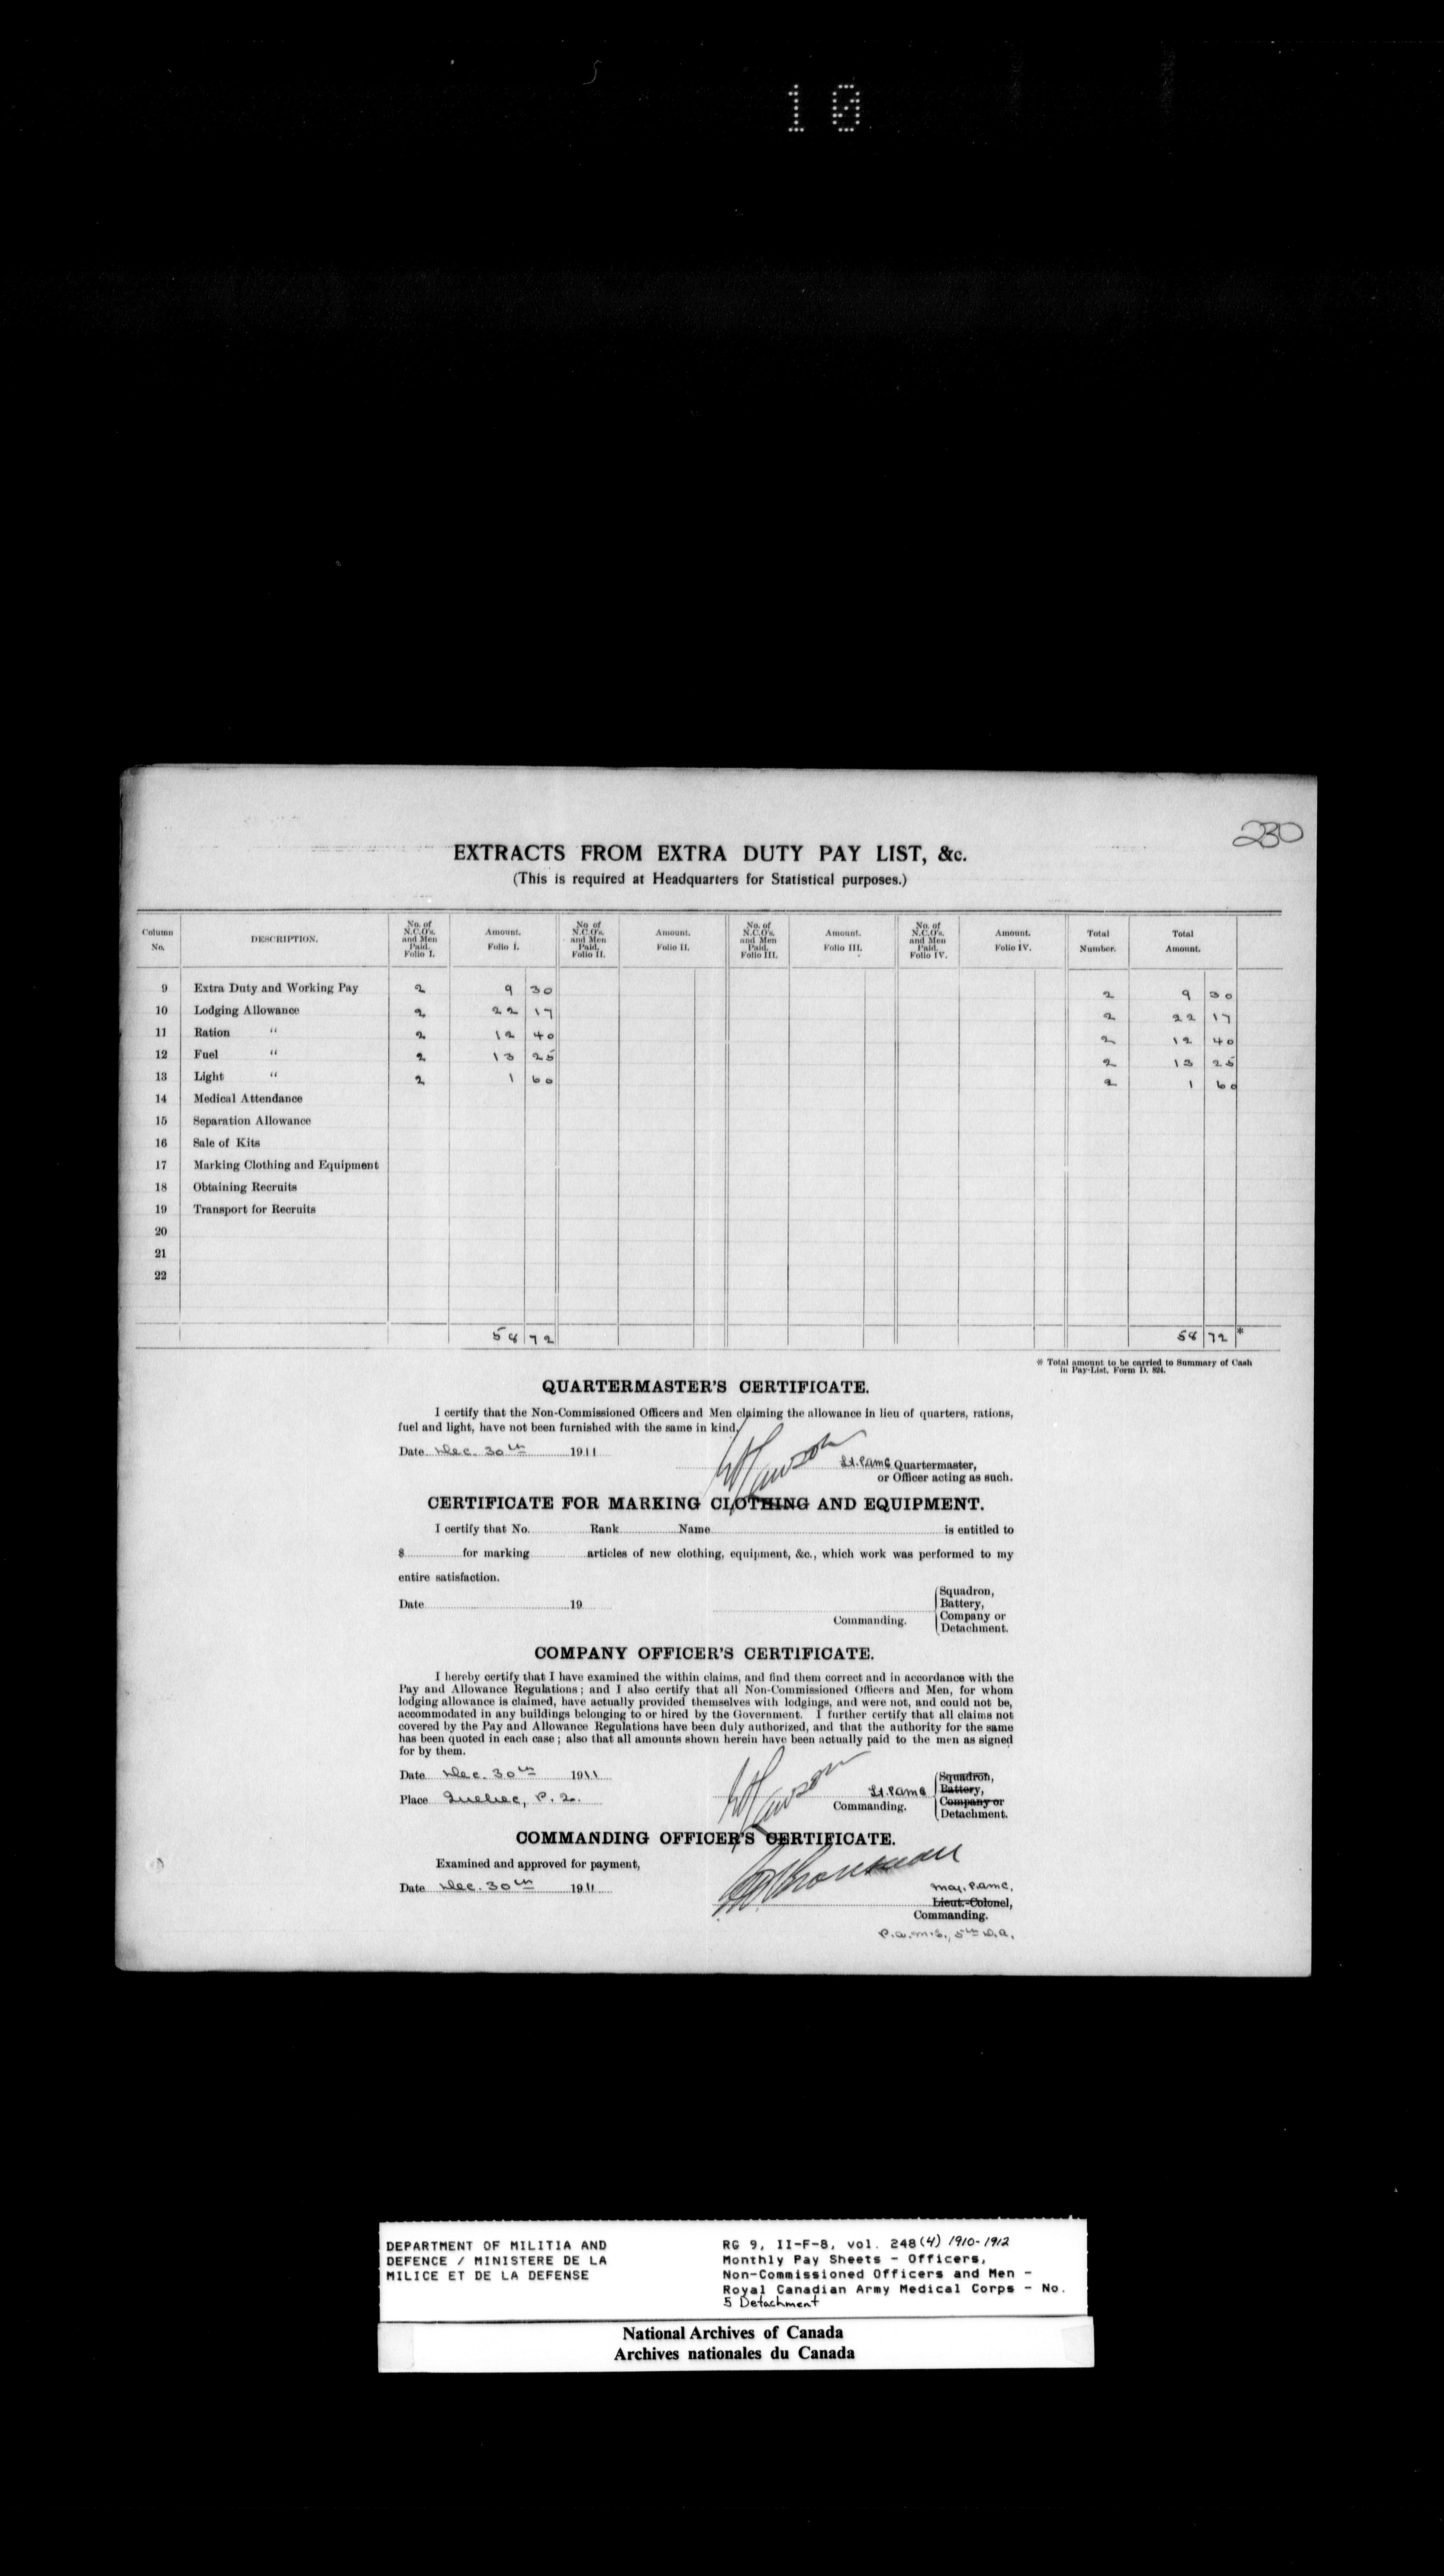 10
230
EXTRACTS FROM EXTRA DUTY PAY LIST, &c.
(This is required at Headquarters for Statistical purposes.)
Column No. DESCRIPTION. No. of N.C.O's. and Men Paid. Folio I. Amount. Folio I. No of N.C.O's. and Men Paid. Folio II. Amount. Folio II. No. of N.C.O's. and Men Paid. Folio III. Amount. Folio III. No. of N.C.O's. and Men Paid. Folio IV. Amount. Folio IV. Total Number. Total Amount.
9 Extra Duty and Working Pay 2 9 30 2 9 30
10 Lodging Allowance 2 22 17 2 22 17
11 Ration " 2 12 40 2 12 40
12 Fuel " 2 13 25 2 13 25
13 Light " 2 1 60 2 1 60
14 Medical Attendance
15 Separation Allowance
16 Sale of Kits
17 Marking Clothing and Equipment
18 Obtaining Recruits
19 Transport for Recruits
20
21
22
58 72 58 72 *
* Total amount to be carried to Summary of Cash
in Pay-List, Form D. 824.
QUARTERMASTER'S CERTIFICATE.
I certify that the Non-Commissioned Officers and Men claiming the allowance in lieu of quarters, rations,
fuel and light, have not been furnished with the same in kind.
Date Dec. 30th 1911
Lawson Lt. PAMC Quartermaster,
or Officer acting as such.
CERTIFICATE FOR MARKING CLOTHING AND EQUIPMENT.
I certify that No. Rank Name is entitled to
$ for marking articles of new clothing, equipment, &c., which work was performed to my
entire satisfaction.
Date 19
Commanding. Squadron, Battery, Company or Detachment.
COMPANY OFFICER'S CERTIFICATE.
I hereby certify that I have examined the within claims, and find them correct and in accordance with the
Pay and Allowance Regulations; and I also certify that all Non-Commissioned Officers and Men, for whom
lodging allowance is claimed, have actually provided themselves with lodgings, and were not, and could not be,
accommodated in any buildings belonging to or hired by the Government. I further certify that all claims not
covered by the Pay and Allowance Regulations have been duly authorized, and that the authority for the same
has been quoted in each case; also that all amounts shown herein have been actually paid to the men as signed
for by them.
Date Dec. 30th 1911
Place Quebec, P. Q.
Lawson Lt. PAMC
Commanding. Squadron, Battery, Company or Detachment.
COMMANDING OFFICER'S CERTIFICATE.
Examined and approved for payment,
Date Dec. 30th 1911
Maj. PAMC,
Lieut.-Colonel,
Commanding.
P.A.M.S., 5th D.A.
DEPARTMENT OF MILITIA AND
DEFENCE / MINISTERE DE LA
MILICE ET DE LA DEFENSE
RG 9, II-F-8, vol. 248(4) 1910-1912
Monthly Pay Sheets - Officers,
Non-Commissioned Officers and Men -
Royal Canadian Army Medical Corps - No.
5 Detachment
National Archives of Canada
Archives nationales du Canada